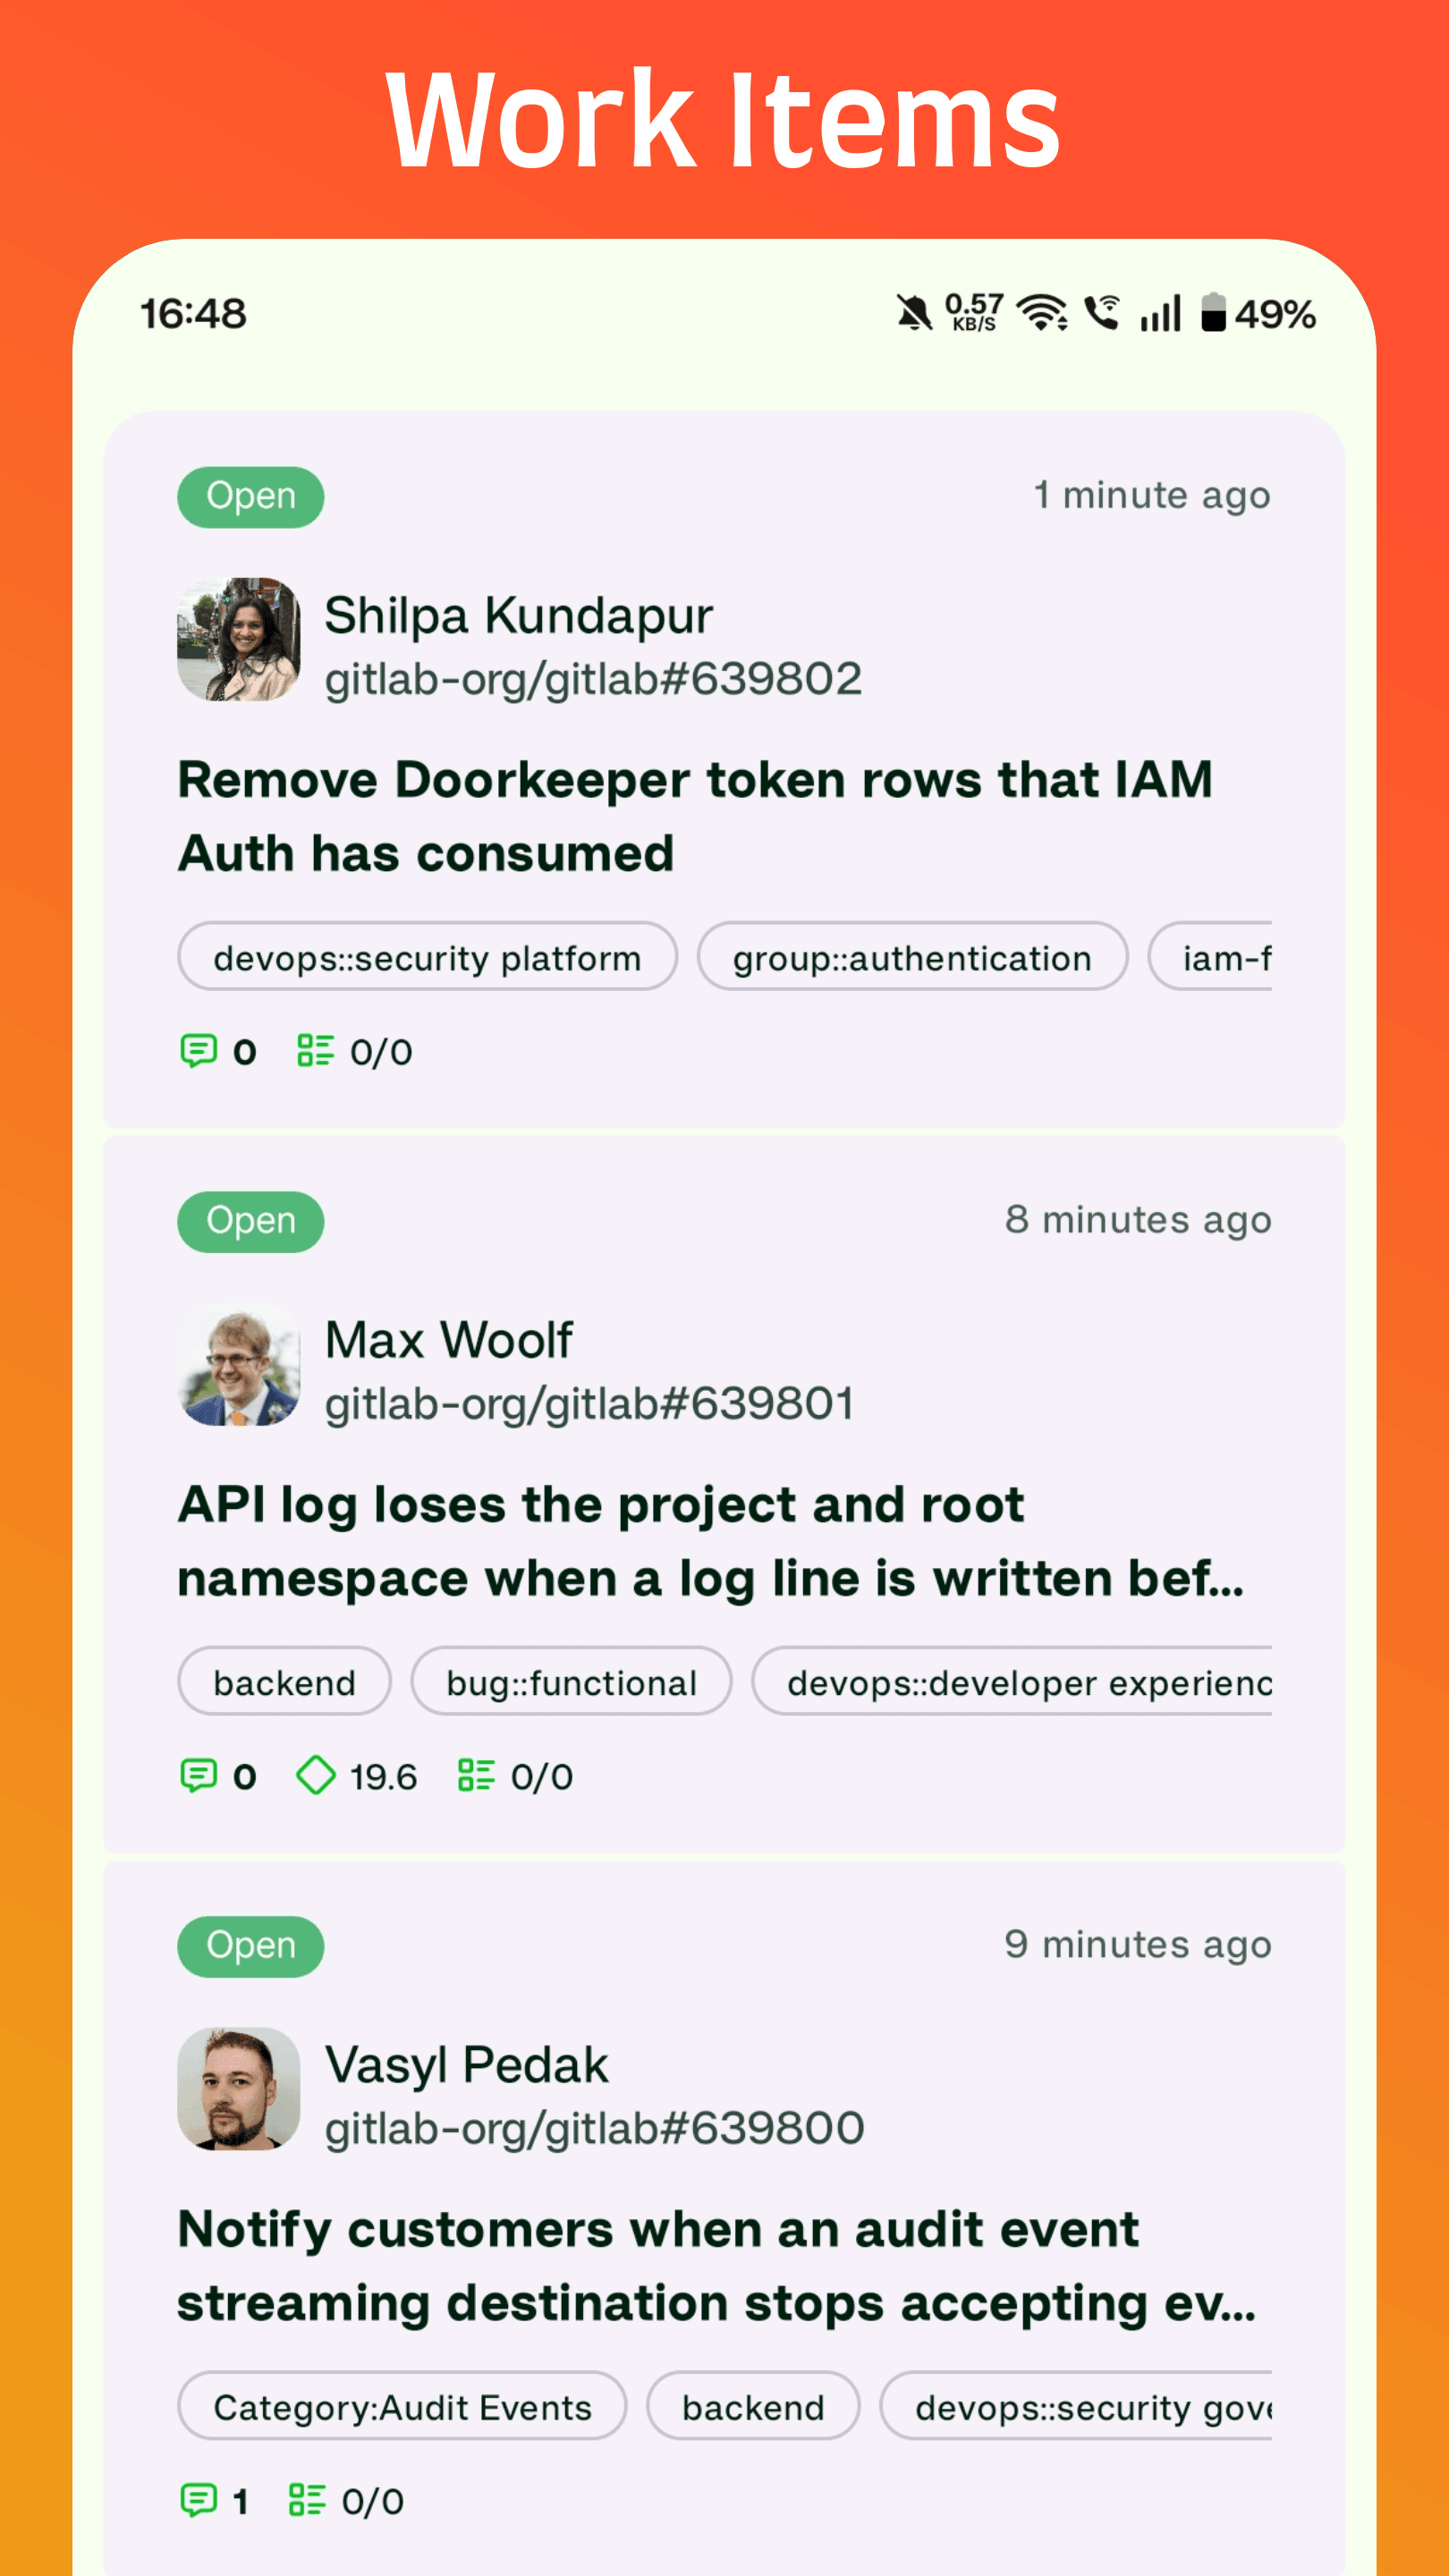 Work Items
16:48
0.57
KB/S
49%
Open
1 minute ago
Shilpa Kundapur
gitlab-org/gitlab#639802
Remove Doorkeeper token rows that IAM
Auth has consumed
devops::security platform
group::authentication
iam-f
0
0/0
Open
8 minutes ago
Max Woolf
gitlab-org/gitlab#639801
API log loses the project and root
namespace when a log line is written bef...
backend
bug::functional
devops::developer experienc
0
19.6
0/0
Open
9 minutes ago
Vasyl Pedak
gitlab-org/gitlab#639800
Notify customers when an audit event
streaming destination stops accepting ev...
Category:Audit Events
backend
devops::security gove
1
0/0